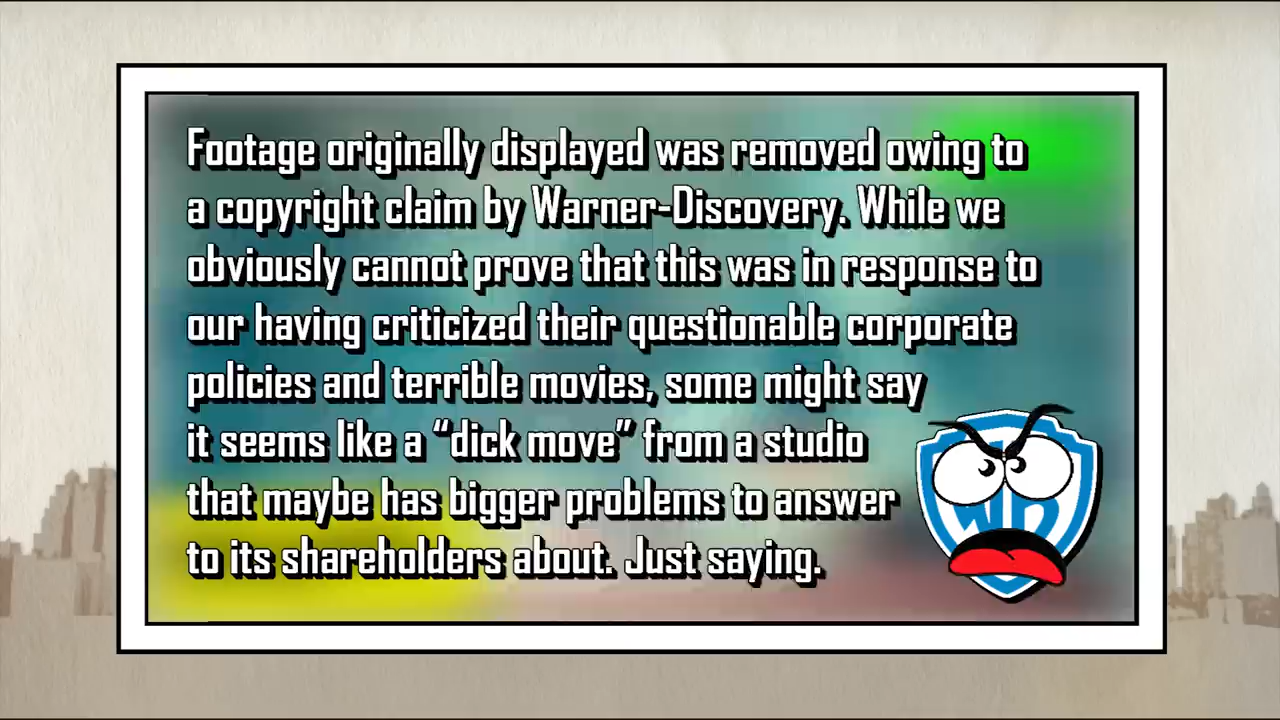 Footage originally displayed was removed owing to
a copyright claim by Warner-Discovery. While we
obviously cannot prove that this was in response to
our having criticized their questionable corporate
policies and terrible movies, some might say
it seems like a “dick move” from a studio
that maybe has bigger problems to answer
to its shareholders about. Just saying.